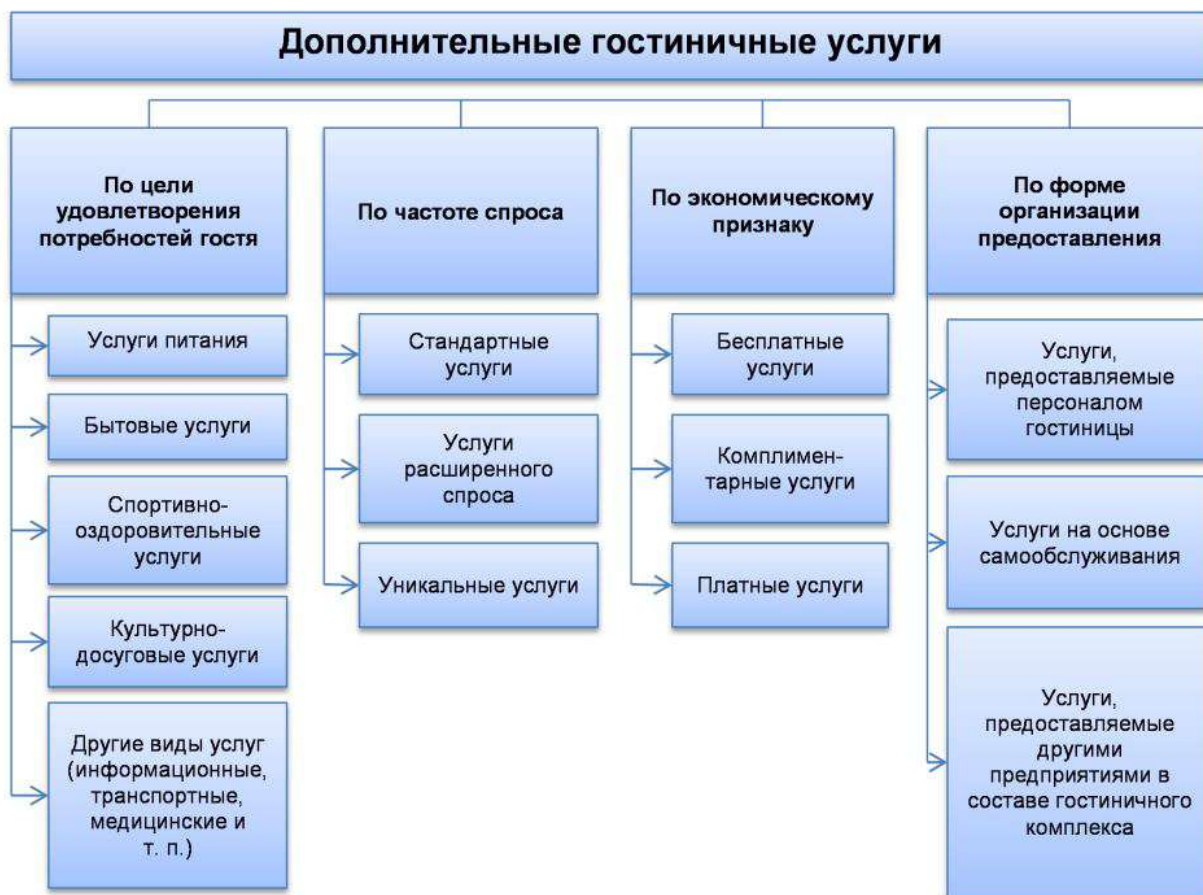 Дополнительные гостиничные услуги
По цели
удовлетворения
потребностей гостя
Услуги питания
Бытовые услуги
Спортивно-
оздоровительные
услуги
Культурно-
досуговые услуги
Другие виды услуг
(информационные,
транспортные,
медицинские и
т. п.)
По частоте спроса
Стандартные
услуги
Услуги
расширенного
спроса
Уникальные услуги
По экономическому
признаку
Бесплатные
услуги
Комплимен-
тарные услуги
Платные услуги
По форме
организации
предоставления
Услуги,
предоставляемые
персоналом
гостиницы
Услуги на основе
самообслуживания
Услуги,
предоставляемые
другими
предприятиями в
составе гостиничного
комплекса